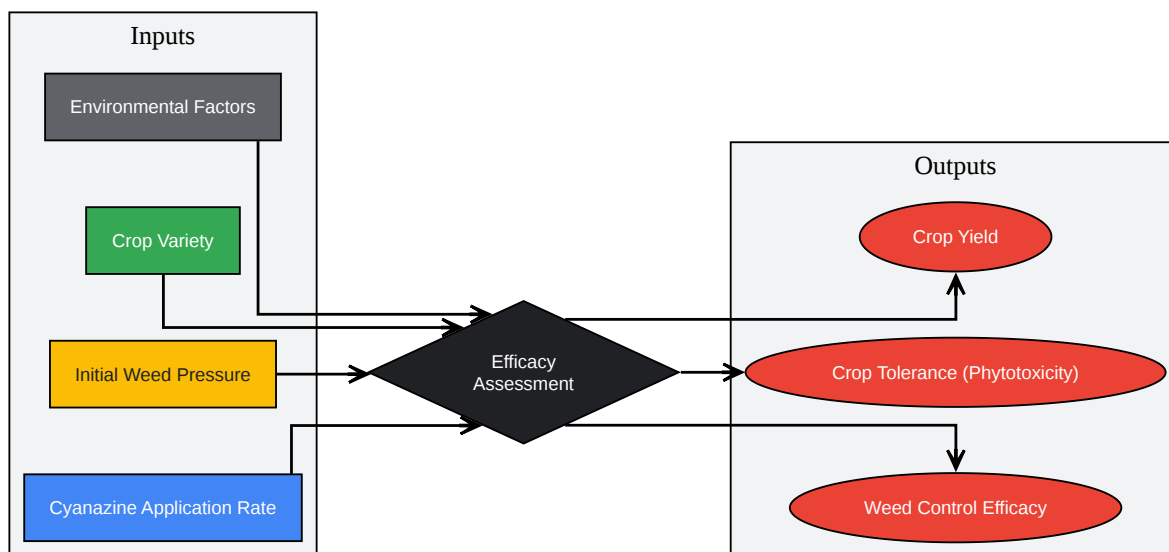 Inputs
Environmental Factors
Crop Variety
Initial Weed Pressure
Cyanazine Application Rate
Efficacy
Assessment
Outputs
Crop Yield
Crop Tolerance (Phytotoxicity)
Weed Control Efficacy